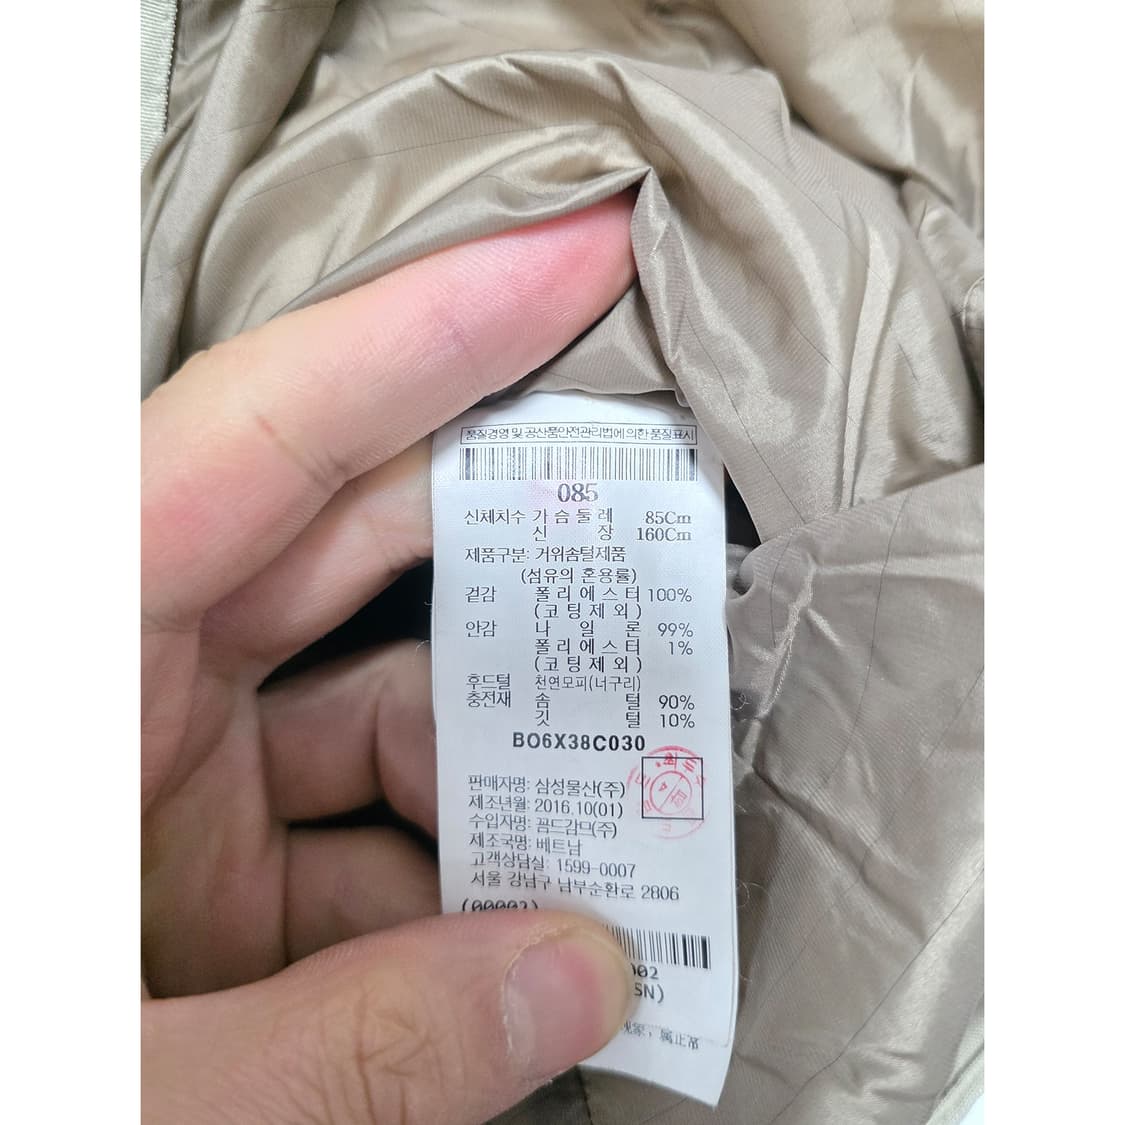 품질경영 및 공산품안전관리법에 의한 품질표시
085
신체치수 가 슴 둘 레 85Cm
신 장 160Cm
제품구분: 거위솜털제품
(섬유의 혼용률)
겉감 폴 리 에 스 터 100%
(코 팅 제 외)
안감 나 일 론 99%
폴 리 에 스 터 1%
(코 팅 제 외)
후드털 천연모피(너구리)
충전재 솜 털 90%
깃 털 10%
BO6X38C030
판매자명: 삼성물산(주)
제조년월: 2016.10(01)
수입자명: 꼼드감므(주)
제조국명: 베트남
고객상담실: 1599-0007
서울 강남구 남부순환로 2806
(00002)
002
SN)